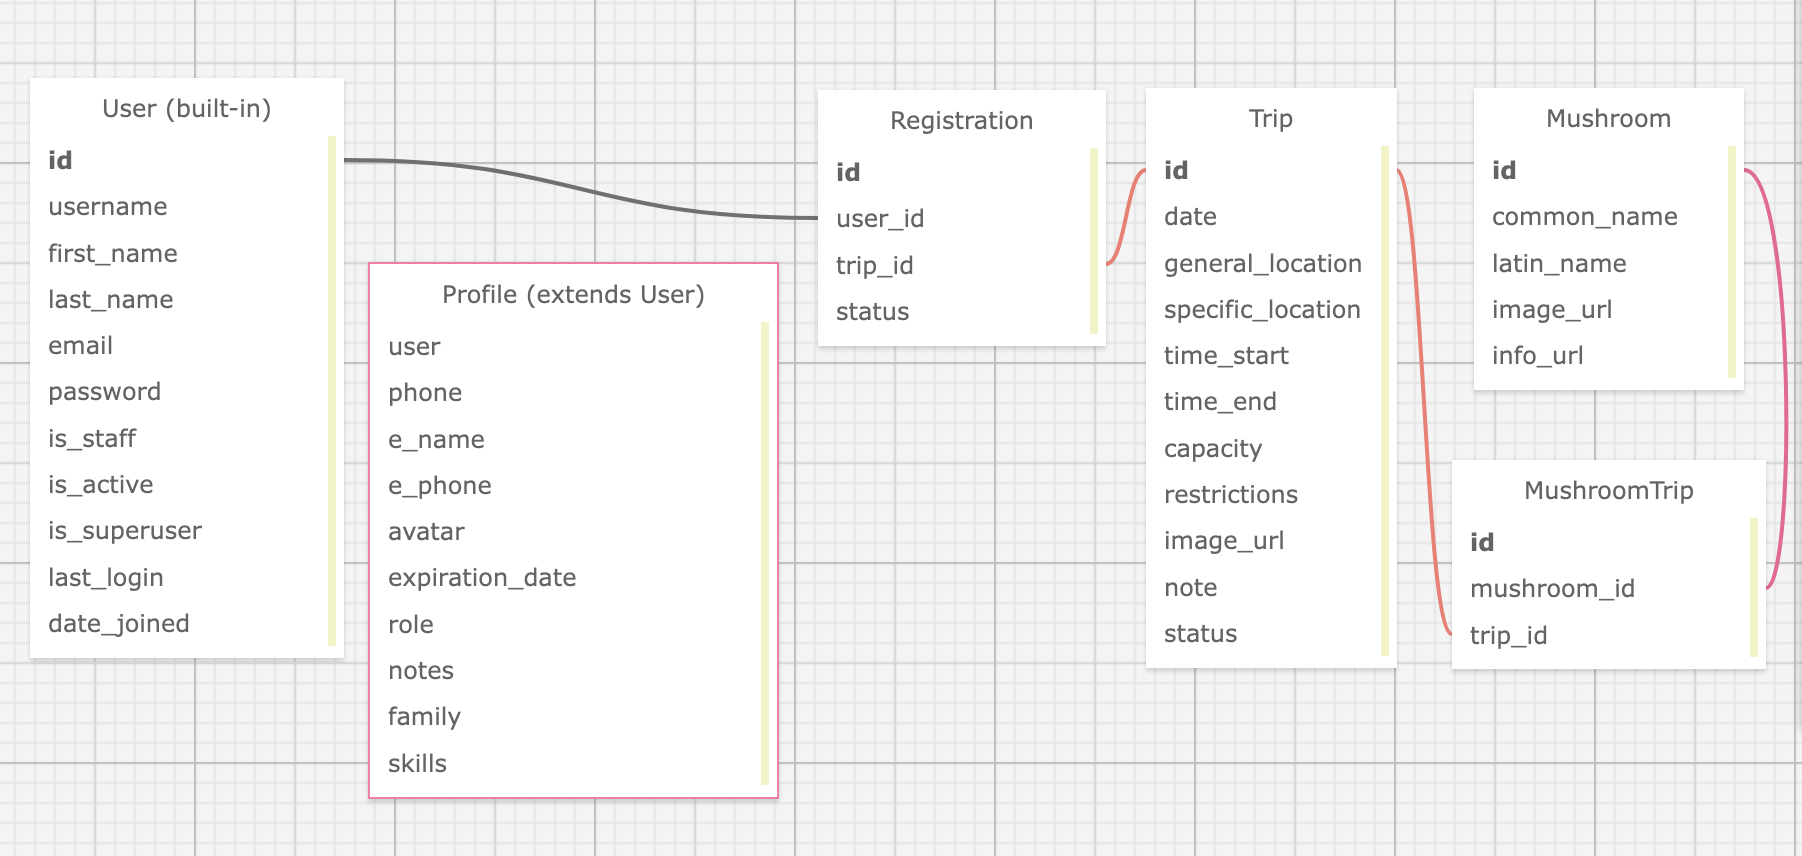 User (built-in)
id
username
first_name
last_name
email
password
is_staff
is_active
is_superuser
last_login
date_joined
Profile (extends User)
user
phone
e_name
e_phone
avatar
expiration_date
role
notes
family
skills
Registration
id
user_id
trip_id
status
Trip
id
date
general_location
specific_location
time_start
time_end
capacity
restrictions
image_url
note
status
Mushroom
id
common_name
latin_name
image_url
info_url
MushroomTrip
id
mushroom_id
trip_id